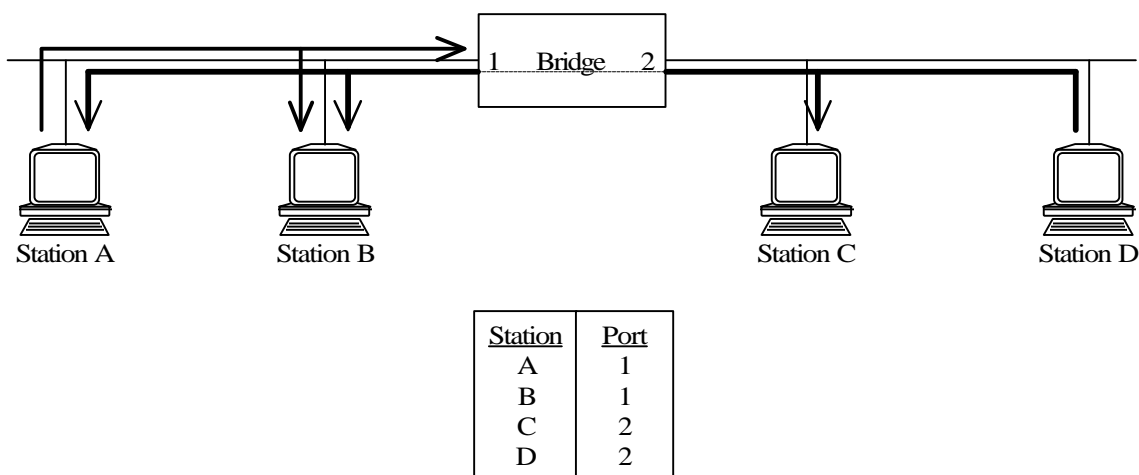 1 Bridge 2
Station A Station B Station C Station D
Station Port
A 1
B 1
C 2
D 2